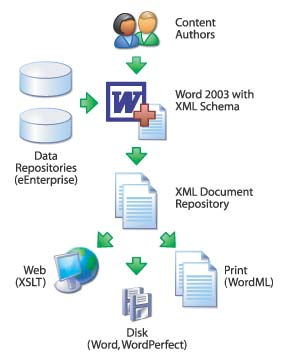 Content
Authors
W
Word 2003 with
XML Schema
Data
Repositories
(eEnterprise)
XML Document
Repository
Web
(XSLT)
Print
(WordML)
Disk
(Word, WordPerfect)